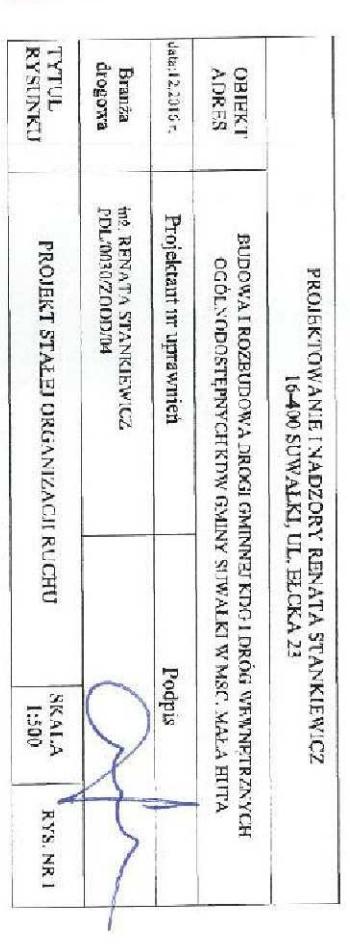 PROJEKTOWANIE I NADZORY RENATA STANKIEWICZ
16-400 SUWAŁKI, UL. EŁCKA 23
OBIEKT
ADRES
BUDOWA I ROZBUDOWA DROGI GMINNEJ KDG I DRÓG WEWNĘTRZNYCH
OGÓLNODOSTĘPNYCH KDW GMINY SUWAŁKI W MSC. MAŁA HUTA
data:12.2016 r.
Projektant nr uprawnień
Podpis
Branża
drogowa
inż. RENATA STANKIEWICZ
PDL/0030/ZOOD/04
TYTUŁ
RYSUNKU
PROJEKT STAŁEJ ORGANIZACJI RUCHU
SKALA
1:500
RYS. NR 1